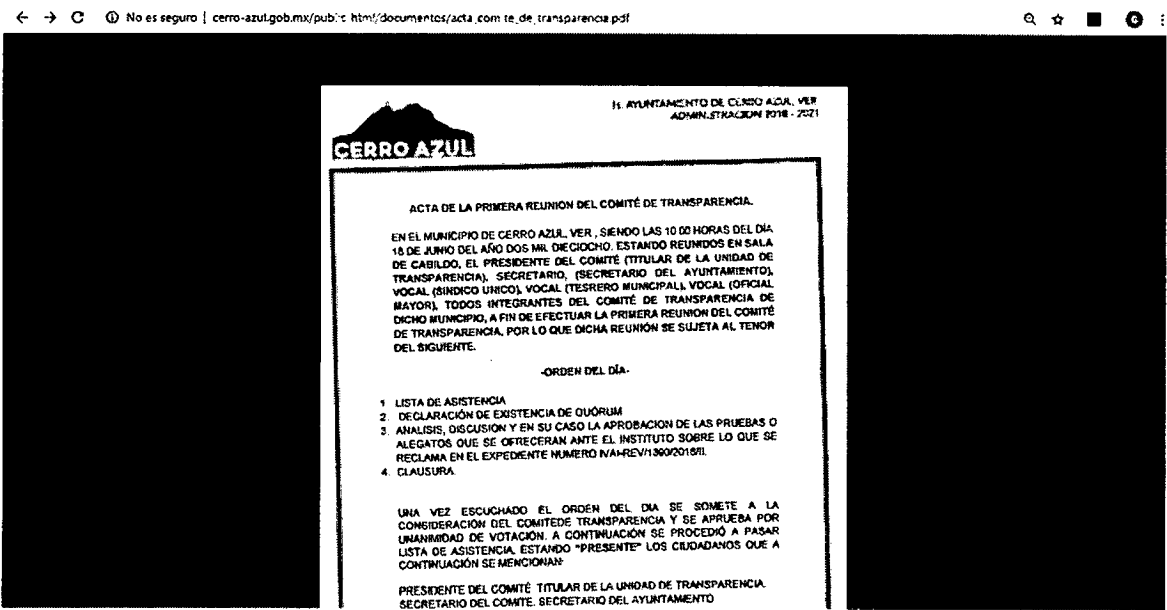 No es seguro | cerro-azul.gob.mx/public_html/documentos/acta_comite_de_transparencia.pdf
H. AYUNTAMIENTO DE CERRO AZUL, VER
ADMINISTRACION 2018 - 2021
CERRO AZUL
ACTA DE LA PRIMERA REUNION DEL COMITÉ DE TRANSPARENCIA.
EN EL MUNICIPIO DE CERRO AZUL, VER , SIENDO LAS 10 00 HORAS DEL DÍA
18 DE JUNIO DEL AÑO DOS MIL DIECIOCHO. ESTANDO REUNIDOS EN SALA
DE CABILDO, EL PRESIDENTE DEL COMITÉ (TITULAR DE LA UNIDAD DE
TRANSPARENCIA), SECRETARIO, (SECRETARIO DEL AYUNTAMIENTO),
VOCAL (SINDICO UNICO), VOCAL (TESRERO MUNICIPAL), VOCAL (OFICIAL
MAYOR), TODOS INTEGRANTES DEL COMITÉ DE TRANSPARENCIA DE
DICHO MUNICIPIO, A FIN DE EFECTUAR LA PRIMERA REUNION DEL COMITÉ
DE TRANSPARENCIA, POR LO QUE DICHA REUNIÓN SE SUJETA AL TENOR
DEL SIGUIENTE.
-ORDEN DEL DÍA-
1 LISTA DE ASISTENCIA
2. DECLARACIÓN DE EXISTENCIA DE QUÓRUM
3. ANALISIS, DISCUSION Y EN SU CASO LA APROBACION DE LAS PRUEBAS O
ALEGATOS QUE SE OFRECERAN ANTE EL INSTITUTO SOBRE LO QUE SE
RECLAMA EN EL EXPEDIENTE NUMERO IVAI-REV/1390/2018/II.
4. CLAUSURA.
UNA VEZ ESCUCHADO EL ORDEN DEL DIA SE SOMETE A LA
CONSIDERACIÓN DEL COMITEDE TRANSPARENCIA Y SE APRUEBA POR
UNANIMIDAD DE VOTACIÓN. A CONTINUACIÓN SE PROCEDIÓ A PASAR
LISTA DE ASISTENCIA, ESTANDO "PRESENTE" LOS CIUDADANOS QUE A
CONTINUACIÓN SE MENCIONAN:
PRESIDENTE DEL COMITÉ TITULAR DE LA UNIDAD DE TRANSPARENCIA.
SECRETARIO DEL COMITE. SECRETARIO DEL AYUNTAMIENTO